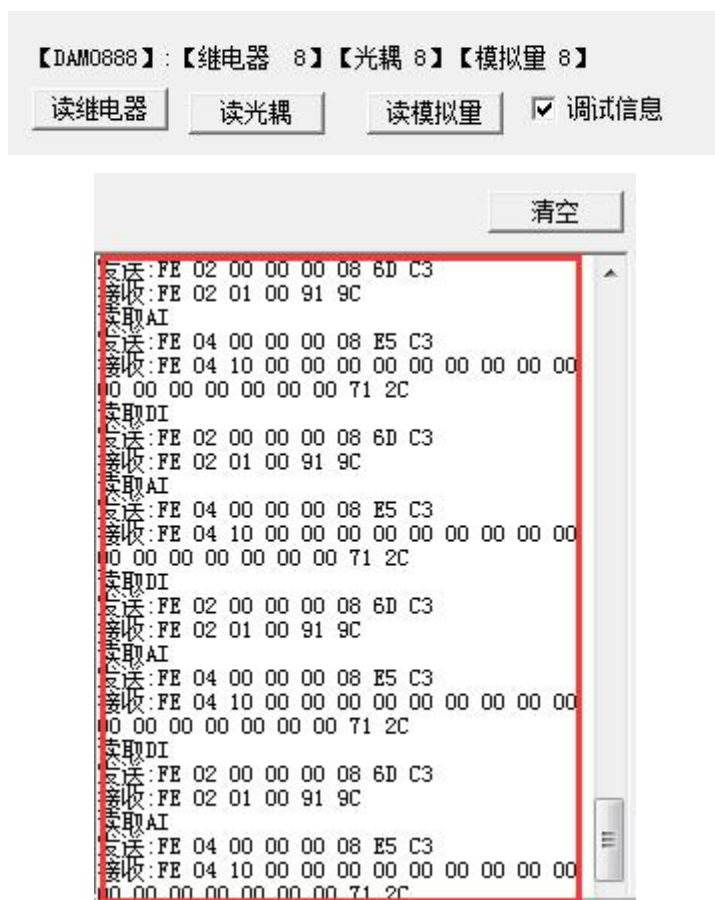 【DAM0888】:【继电器 8】【光耦 8】【模拟里 8】
读继电器 读光耦 读模拟里 调试信息
清空
发送:FE 02 00 00 00 08 6D C3
接收:FE 02 01 00 91 9C
读取AI
发送:FE 04 00 00 00 08 E5 C3
接收:FE 04 10 00 00 00 00 00 00 00 00 00
00 00 00 00 00 00 00 71 2C
读取DI
发送:FE 02 00 00 00 08 6D C3
接收:FE 02 01 00 91 9C
读取AI
发送:FE 04 00 00 00 08 E5 C3
接收:FE 04 10 00 00 00 00 00 00 00 00 00
00 00 00 00 00 00 00 71 2C
读取DI
发送:FE 02 00 00 00 08 6D C3
接收:FE 02 01 00 91 9C
读取AI
发送:FE 04 00 00 00 08 E5 C3
接收:FE 04 10 00 00 00 00 00 00 00 00 00
00 00 00 00 00 00 00 71 2C
读取DI
发送:FE 02 00 00 00 08 6D C3
接收:FE 02 01 00 91 9C
读取AI
发送:FE 04 00 00 00 08 E5 C3
接收:FE 04 10 00 00 00 00 00 00 00 00 00
00 00 00 00 00 00 00 71 2C